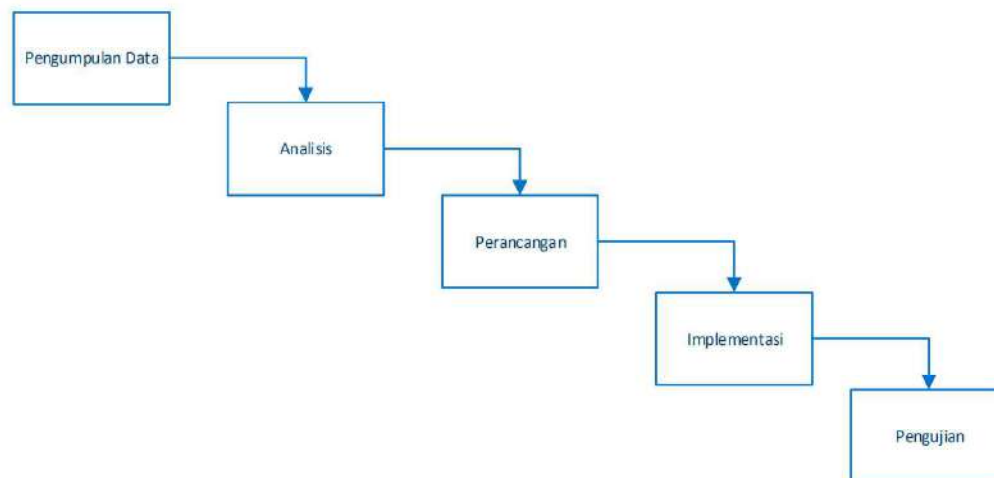 Pengumpulan Data
Analisis
Perancangan
Implementasi
Pengujian